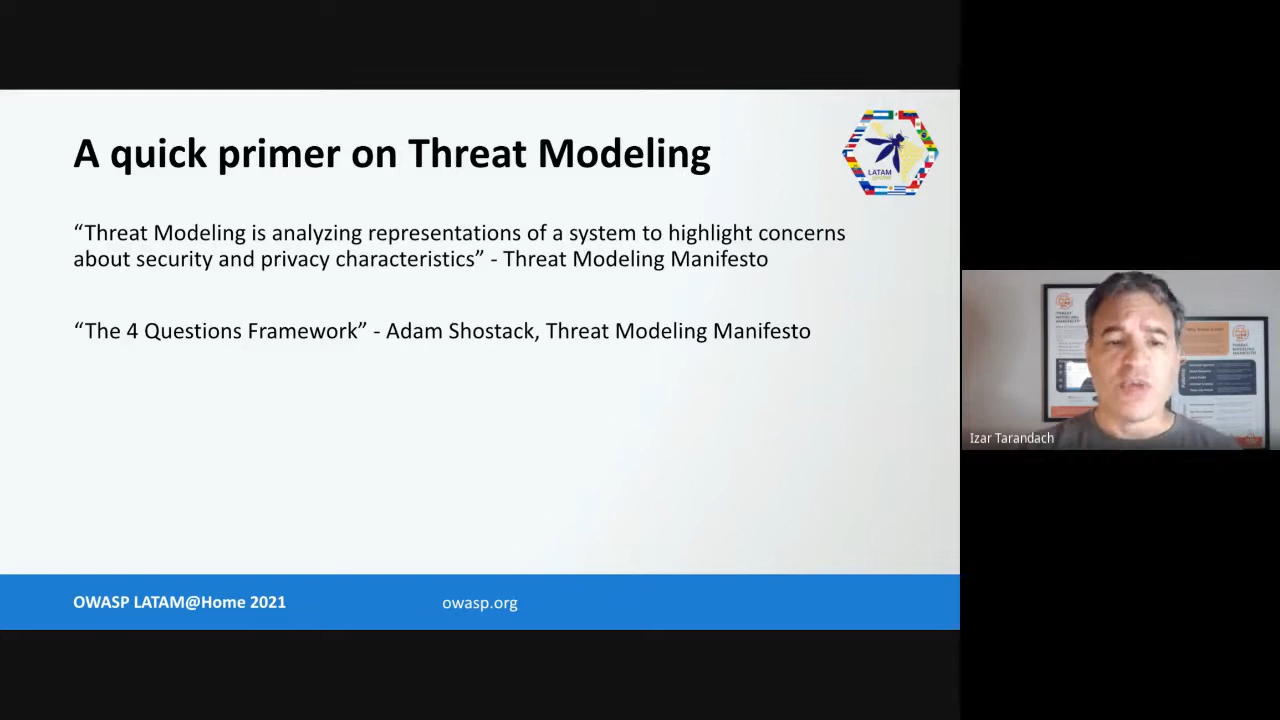 A quick primer on Threat Modeling
LATAM
“Threat Modeling is analyzing representations of a system to highlight concerns
about security and privacy characteristics” - Threat Modeling Manifesto
“The 4 Questions Framework” - Adam Shostack, Threat Modeling Manifesto
Izar Tarandach
OWASP LATAM@Home 2021
owasp.org